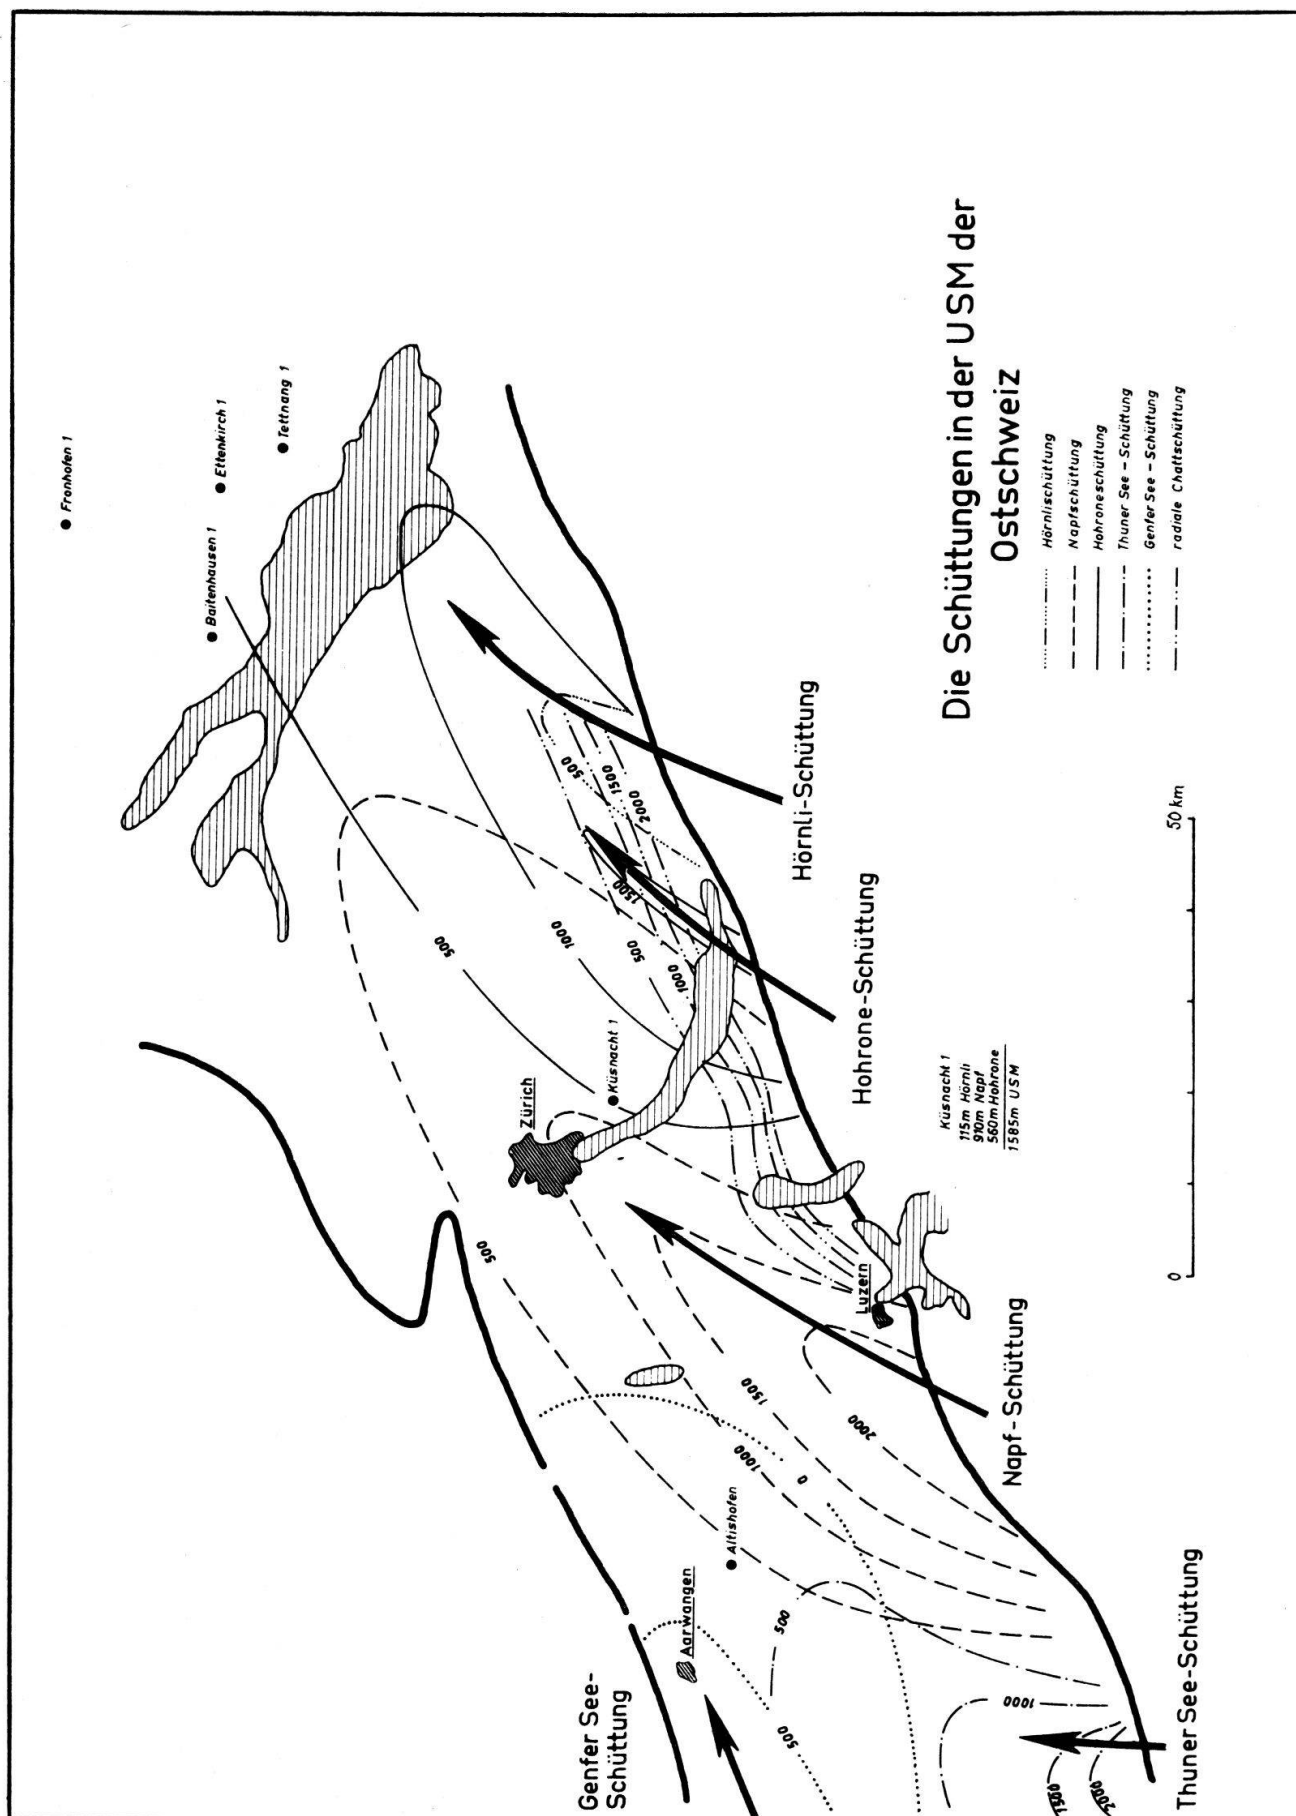 Die Schüttungen in der USM der
Ostschweiz
Hörnlischüttung
Napfschüttung
Hohroneschüttung
Thuner See - Schüttung
Genfer See - Schüttung
radiale Chattschüttung
Fronhofen 1
Ettenkirch 1
Tettnang 1
Baitenhausen 1
500
1000
500
1500
2000
1500
500
1000
Hörnli-Schüttung
Hohrone-Schüttung
Zürich
Küsnacht 1
Küsnacht 1
115m Hörnli
910m Napf
560m Hohrone
1585m USM
0
50 km
500
Luzern
Napf-Schüttung
1500
2000
1000
0
Altishofen
Aarwangen
500
Genfer See-
Schüttung
500
1000
1500
2000
Thuner See-Schüttung